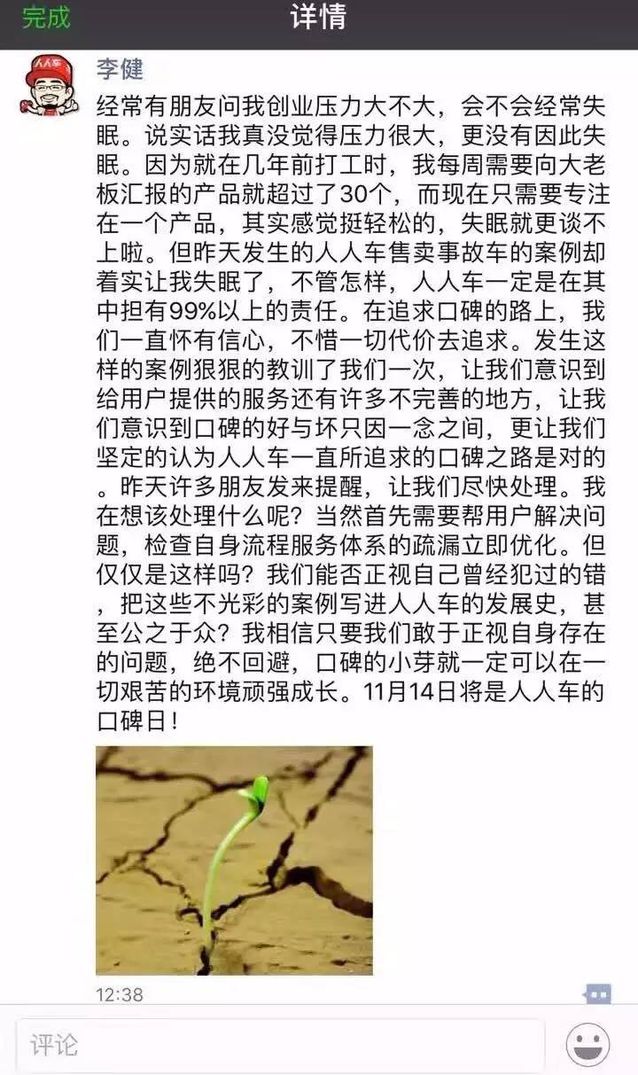 完成
详情
人人车
李健
经常有朋友问我创业压力大不大，会不会经常失
眠。说实话我真没觉得压力很大，更没有因此失
眠。因为就在几年前打工时，我每周需要向大老
板汇报的产品就超过了30个，而现在只需要专注
在一个产品，其实感觉挺轻松的，失眠就更谈不
上啦。但昨天发生的人人车售卖事故车的案例却
着实让我失眠了，不管怎样，人人车一定是在其
中担有99%以上的责任。在追求口碑的路上，我
们一直怀有信心，不惜一切代价去追求。发生这
样的案例狠狠的教训了我们一次，让我们意识到
给用户提供的服务还有许多不完善的地方，让我
们意识到口碑的好与坏只因一念之间，更让我们
坚定的认为人人车一直所追求的口碑之路是对的
。昨天许多朋友发来提醒，让我们尽快处理。我
在想该处理什么呢？当然首先需要帮用户解决问
题，检查自身流程服务体系的疏漏立即优化。但
仅仅是这样吗？我们能否正视自己曾经犯过的错
，把这些不光彩的案例写进人人车的发展史，甚
至公之于众？我相信只要我们敢于正视自身存在
的问题，绝不回避，口碑的小芽就一定可以在一
切艰苦的环境顽强成长。11月14日将是人人车的
口碑日！
12:38
评论